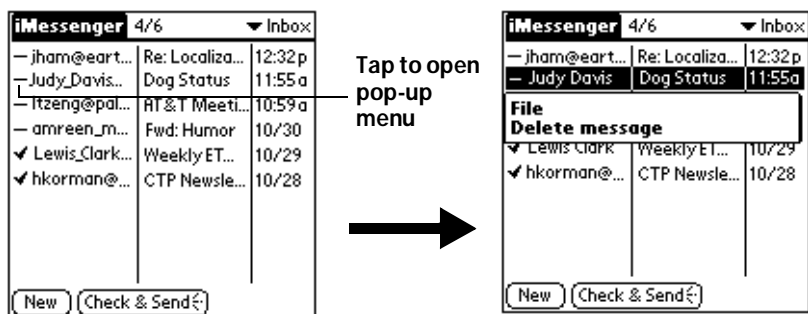 iMessenger 4/6 Inbox
jham@eart... Re: Localiza... 12:32p
Judy_Davis... Dog Status 11:55a
ltzeng@pal... AT&T Meeti... 10:59a
amreen_m... Fwd: Humor 10/30
Lewis_Clark... Weekly ET... 10/29
hkorman@... CTP Newsle... 10/28
New Check & Send
Tap to open
pop-up
menu
iMessenger 4/6 Inbox
jham@eart... Re: Localiza... 12:32p
Judy Davis Dog Status 11:55a
File
Delete message
Lewis Clark Weekly ET... 10/29
hkorman@... CTP Newsle... 10/28
New Check & Send